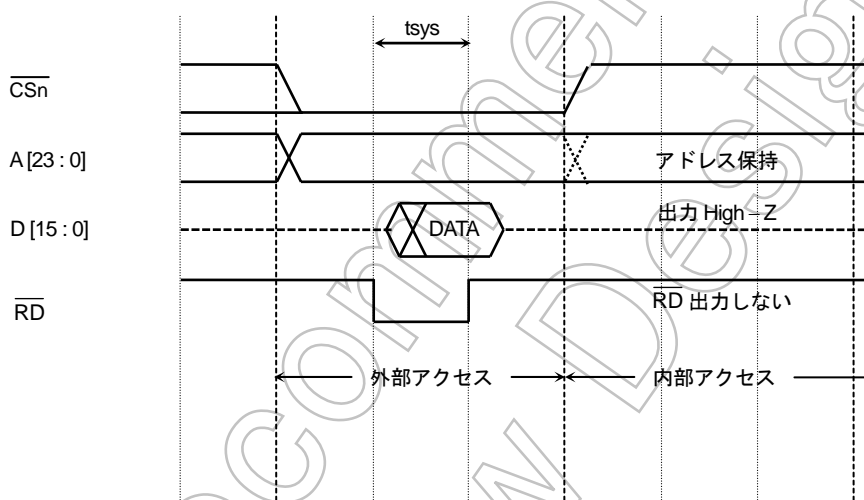 tsys
CSn
A [23 : 0]
アドレス保持
D [15 : 0]
DATA
出力 High−Z
RD
RD 出力しない
外部アクセス
内部アクセス